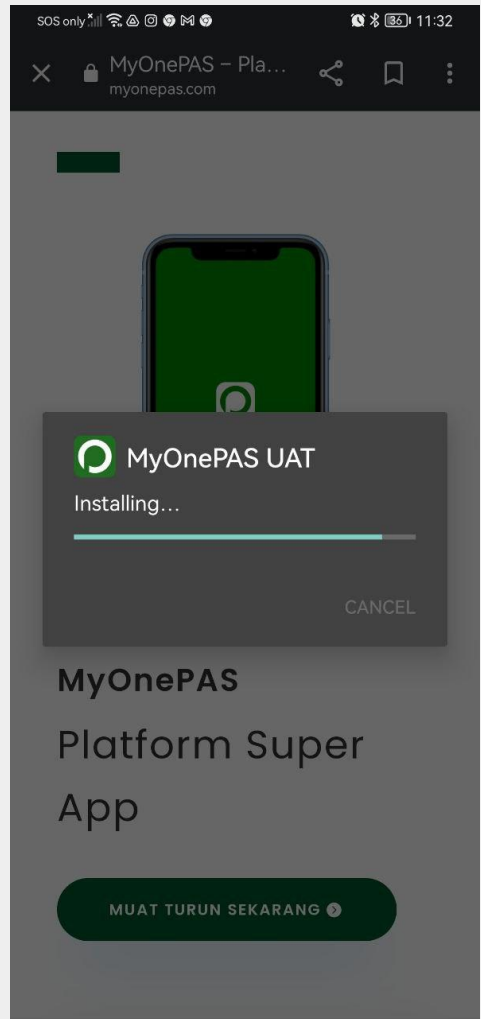 SOS only 36 11:32
MyOnePAS – Pla...
myonepas.com
MyOnePAS UAT
Installing...
CANCEL
MyOnePAS
Platform Super
App
MUAT TURUN SEKARANG